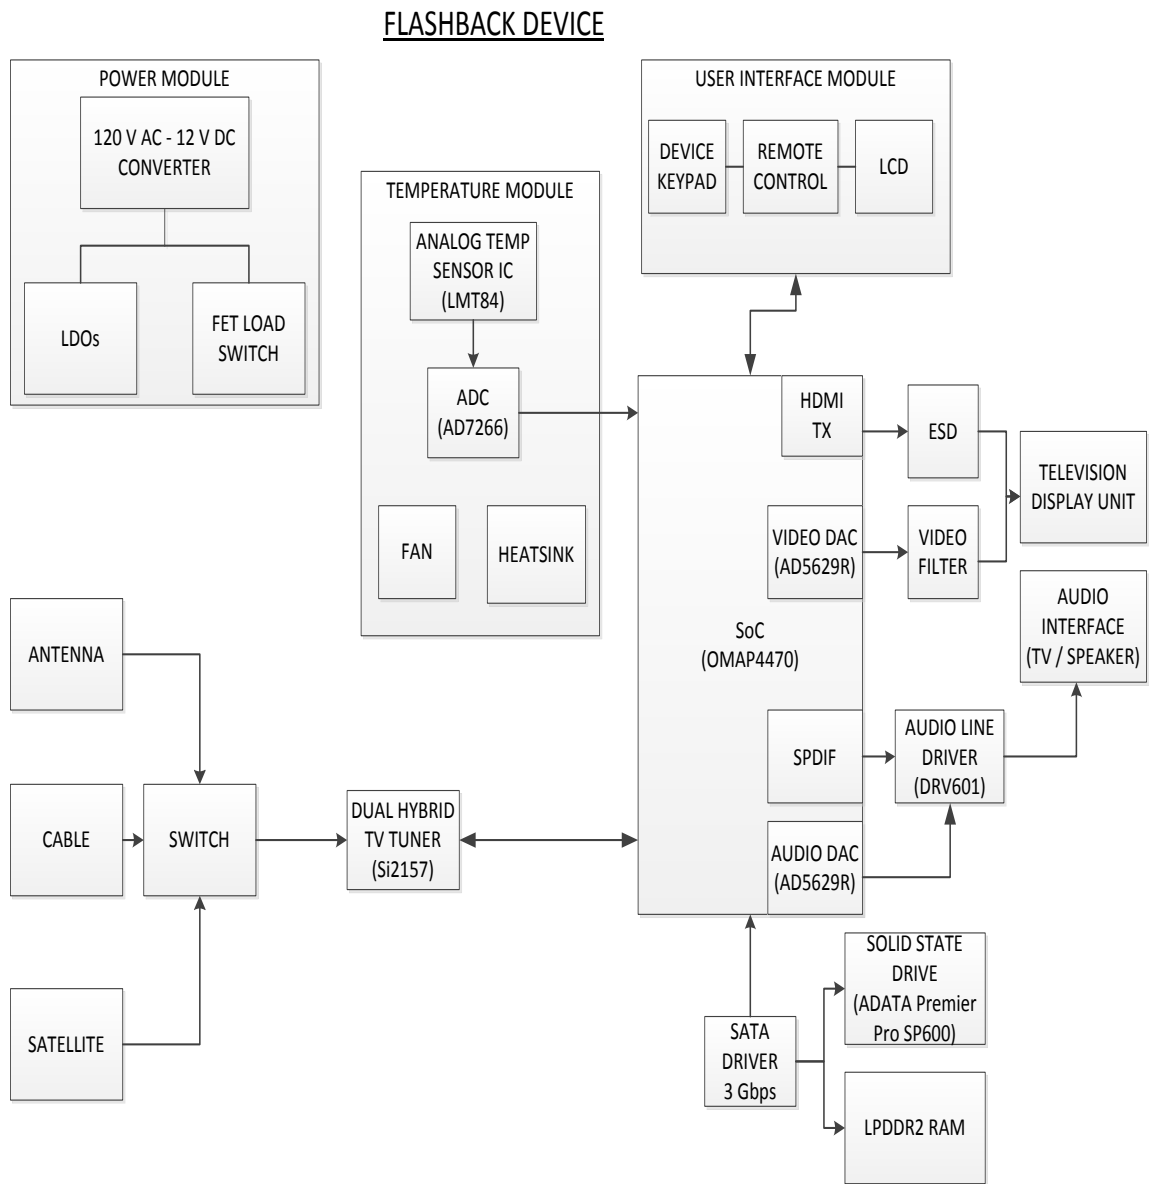 FLASHBACK DEVICE
POWER MODULE
120 V AC - 12 V DC
CONVERTER
LDOs
FET LOAD
SWITCH
TEMPERATURE MODULE
ANALOG TEMP
SENSOR IC
(LMT84)
ADC
(AD7266)
FAN
HEATSINK
USER INTERFACE MODULE
DEVICE
KEYPAD
REMOTE
CONTROL
LCD
HDMI
TX
ESD
TELEVISION
DISPLAY UNIT
VIDEO DAC
(AD5629R)
VIDEO
FILTER
SoC
(OMAP4470)
AUDIO
INTERFACE
(TV / SPEAKER)
SPDIF
AUDIO LINE
DRIVER
(DRV601)
AUDIO DAC
(AD5629R)
ANTENNA
CABLE
SWITCH
DUAL HYBRID
TV TUNER
(Si2157)
SATELLITE
SATA
DRIVER
3 Gbps
SOLID STATE
DRIVE
(ADATA Premier
Pro SP600)
LPDDR2 RAM